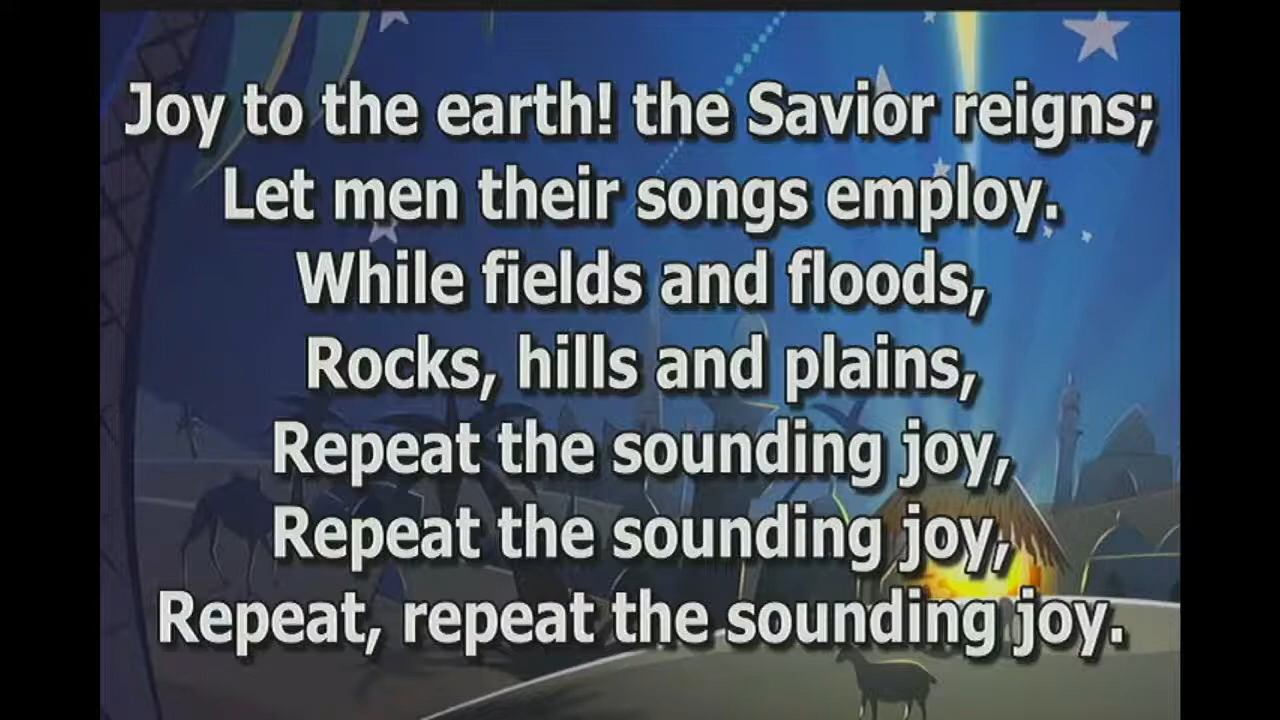 Joy to the earth! the Savior reigns;
Let men their songs employ.
While fields and floods,
Rocks, hills and plains,
Repeat the sounding joy,
Repeat the sounding joy,
Repeat, repeat the sounding joy.